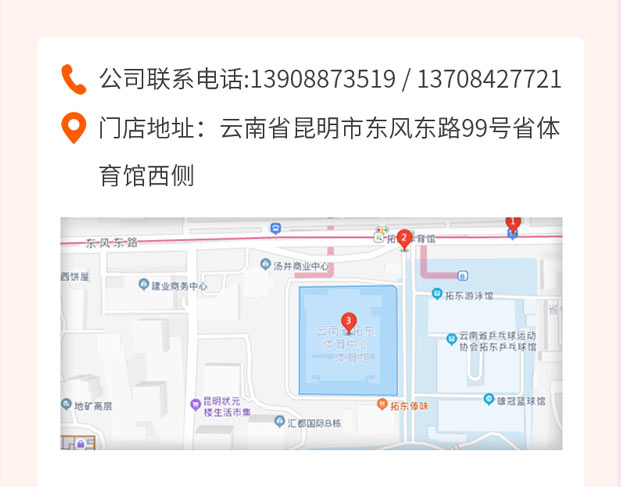 公司联系电话:13908873519 / 13708427721
门店地址：云南省昆明市东风东路99号省体
育馆西侧
1
东风东路
2
育馆
汤井商业中心
西饼屋
建业商务中心
B
拓东游泳馆
3
云南省拓东
体育中心
体育馆
云南省乒乓球运动
协会拓东乒乓球馆
地矿高层
昆明状元
楼生活市集
拓东傣味
雄冠篮球馆
汇都国际B栋